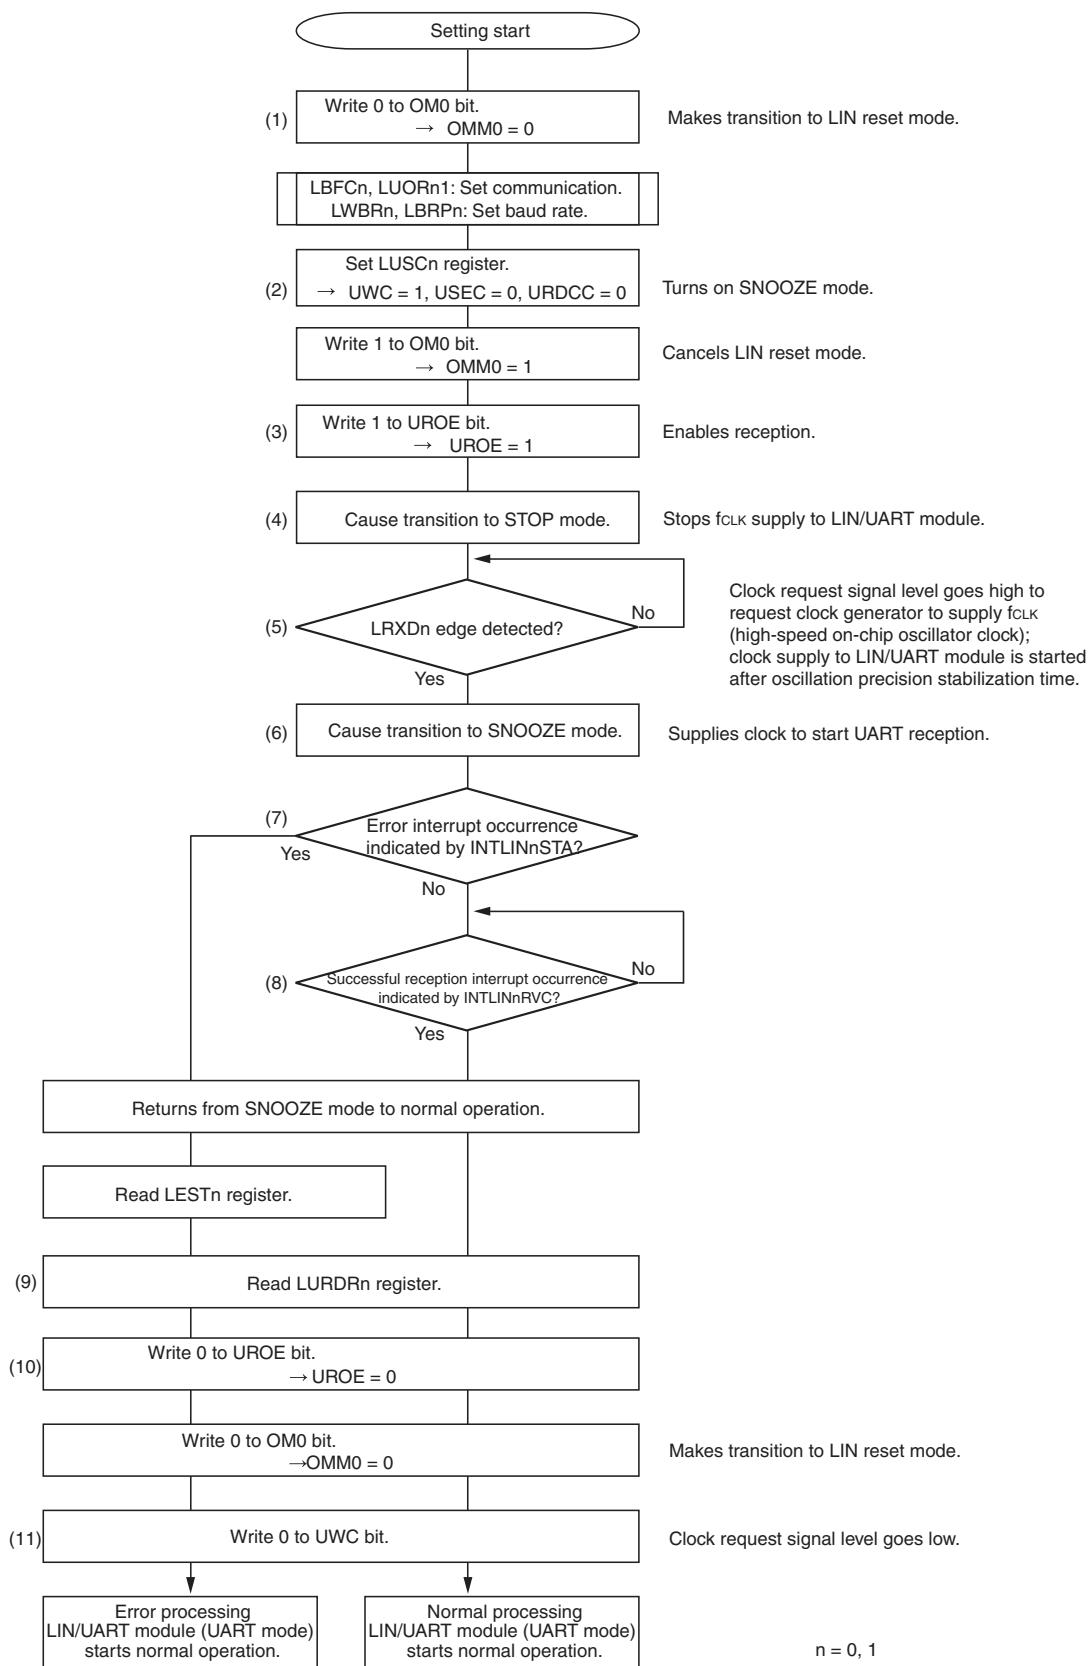 Setting start
(1)
Write 0 to OM0 bit.
→ OMM0 = 0
Makes transition to LIN reset mode.
LBFCn, LUORn1: Set communication.
LWBRn, LBRPn: Set baud rate.
(2)
Set LUSCn register.
→ UWC = 1, USEC = 0, URDCC = 0
Turns on SNOOZE mode.
Write 1 to OM0 bit.
→ OMM0 = 1
Cancels LIN reset mode.
(3)
Write 1 to UROE bit.
→ UROE = 1
Enables reception.
(4)
Cause transition to STOP mode.
Stops fCLK supply to LIN/UART module.
(5)
LRXDn edge detected?
No
Yes
Clock request signal level goes high to
request clock generator to supply fCLK
(high-speed on-chip oscillator clock);
clock supply to LIN/UART module is started
after oscillation precision stabilization time.
(6)
Cause transition to SNOOZE mode.
Supplies clock to start UART reception.
(7)
Error interrupt occurrence
indicated by INTLINnSTA?
Yes
No
(8)
Successful reception interrupt occurrence
indicated by INTLINnRVC?
No
Yes
Returns from SNOOZE mode to normal operation.
Read LESTn register.
(9)
Read LURDRn register.
(10)
Write 0 to UROE bit.
→ UROE = 0
Write 0 to OM0 bit.
→OMM0 = 0
Makes transition to LIN reset mode.
(11)
Write 0 to UWC bit.
Clock request signal level goes low.
Error processing
LIN/UART module (UART mode)
starts normal operation.
Normal processing
LIN/UART module (UART mode)
starts normal operation.
n = 0, 1